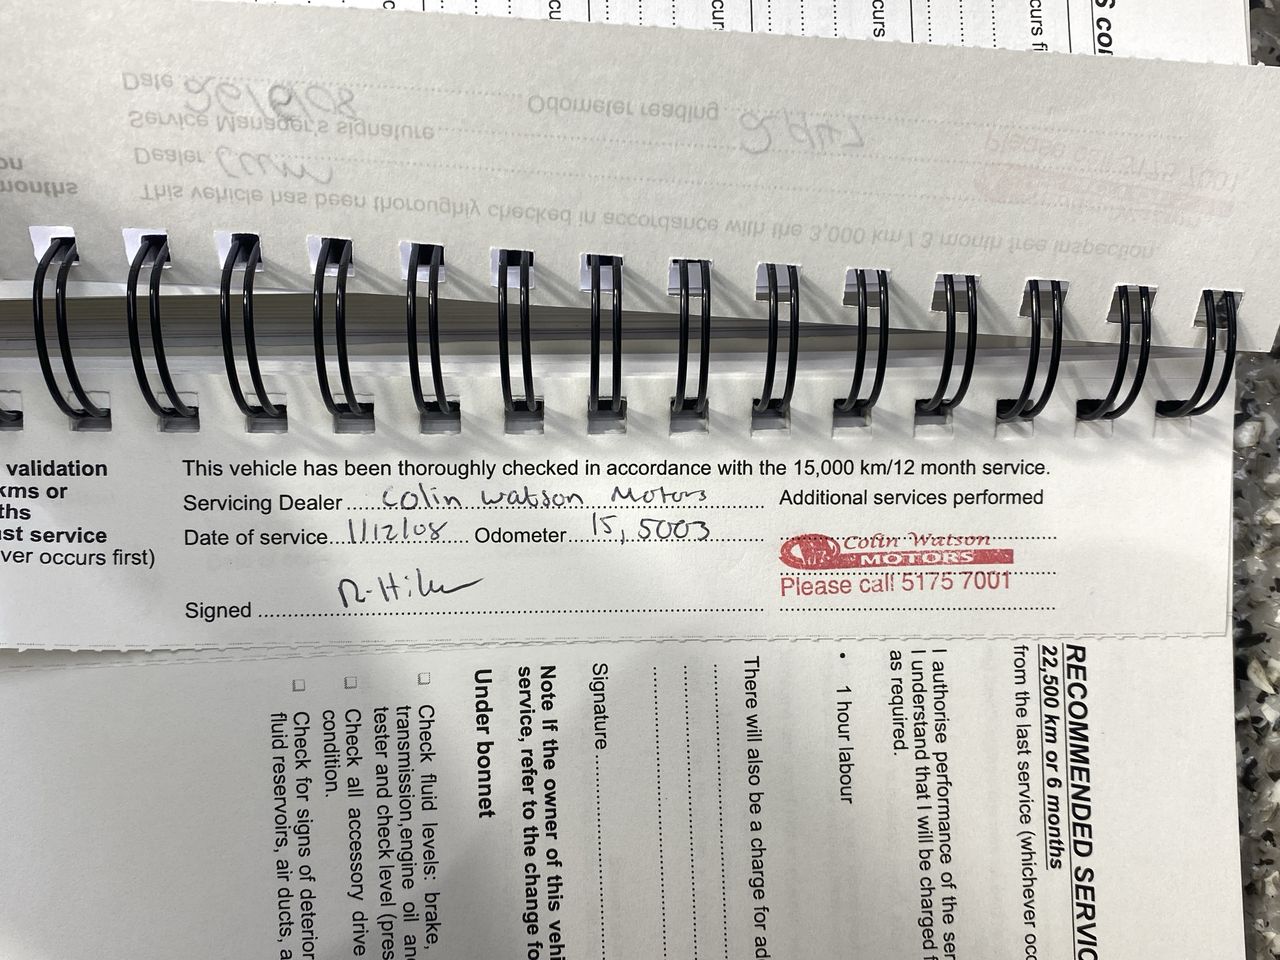 validation
kms or
ths
st service
ver occurs first)
This vehicle has been thoroughly checked in accordance with the 15,000 km/12 month service.
Servicing Dealer Colin Watson Motors
Date of service 1/12/08 Odometer 15,5003
Signed
Additional services performed
Colin Watson
MOTORS
Please call 5175 7001
months
This vehicle has been thoroughly checked in accordance with the 3,000 km / 3 month free inspection.
Dealer
Service Manager's signature
Date 26/9/08 Odometer reading
Please call 5175 7001
RECOMMENDED SERVIC
22,500 km or 6 months
from the last service (whichever occ
I authorise performance of the ser
I understand that I will be charged f
as required.
• 1 hour labour
There will also be a charge for ad
Signature
Note If the owner of this vehi
service, refer to the change fo
Under bonnet
❑ Check fluid levels: brake,
transmission,engine oil an
tester and check level (pres
❑ Check all accessory drive
condition.
❑ Check for signs of deterior
fluid reservoirs, air ducts, a